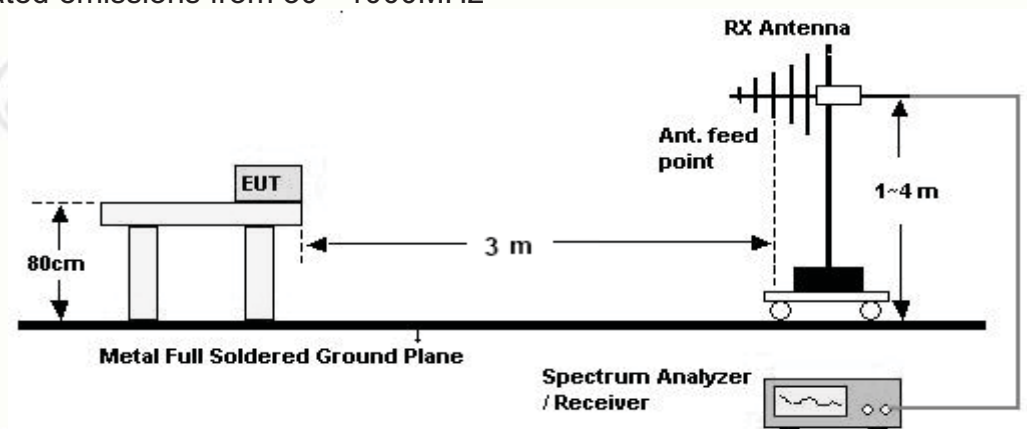 RX Antenna
Ant. feed
point
1~4 m
EUT
3 m
80cm
Metal Full Soldered Ground Plane
Spectrum Analyzer
/ Receiver